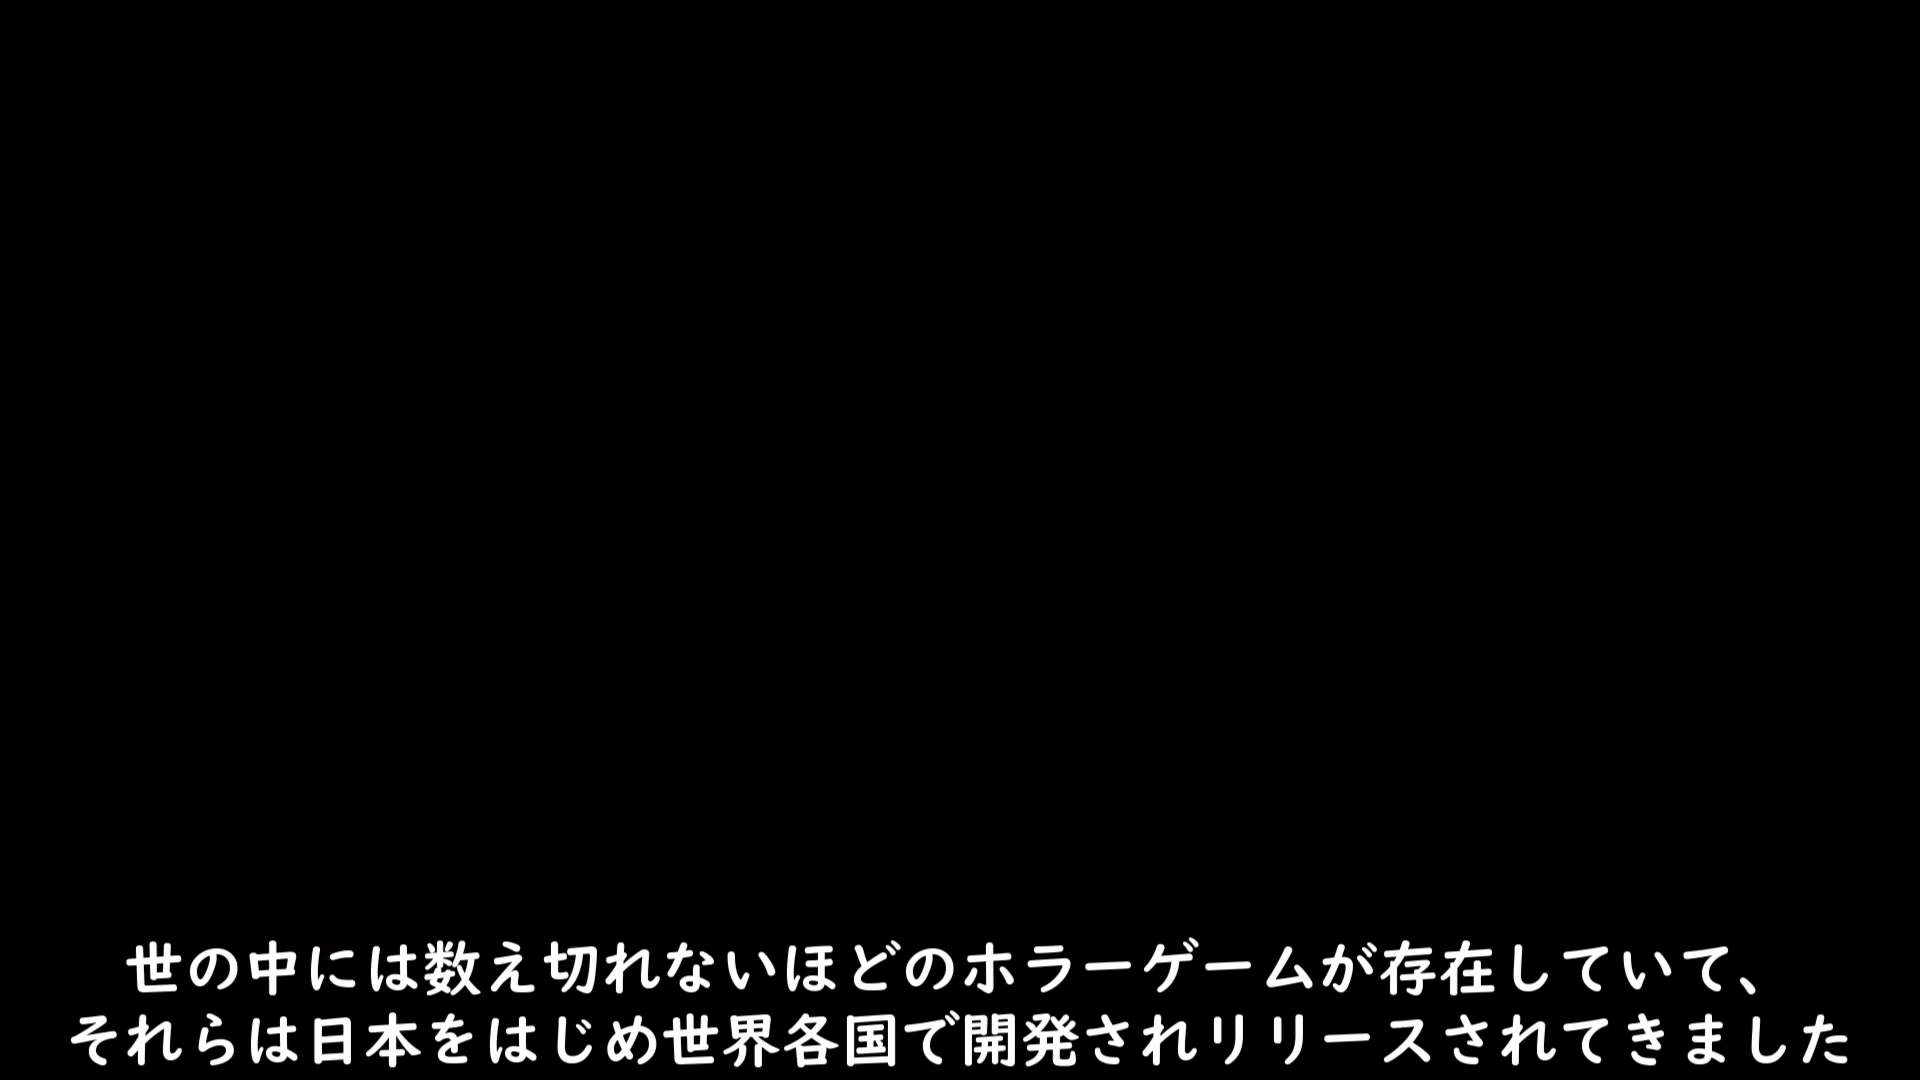 世の中には数え切れないほどのホラーゲームが存在していて、
それらは日本をはじめ世界各国で開発されリリースされてきました